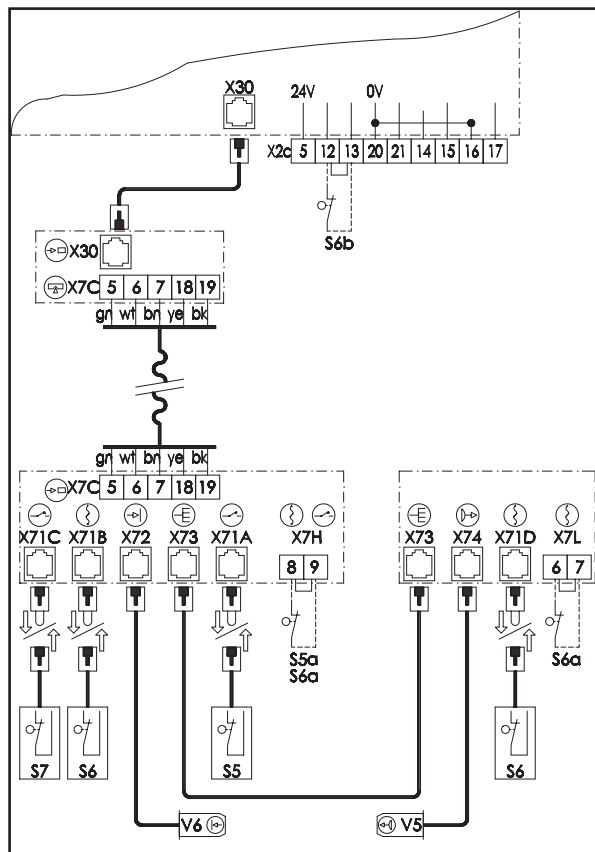 X30
24V 0V
X2c 5 12 13 20 21 14 15 16 17
S6b
X30
X7C 5 6 7 18 19
gn wt bn ye bk
gn wt bn ye bk
X7C 5 6 7 18 19
X71C X71B X72 X73 X71A X7H
8 9
X73 X74 X71D X7L
6 7
S5a
S6a
S6a
S7 S6 S5 S6
V6 V5